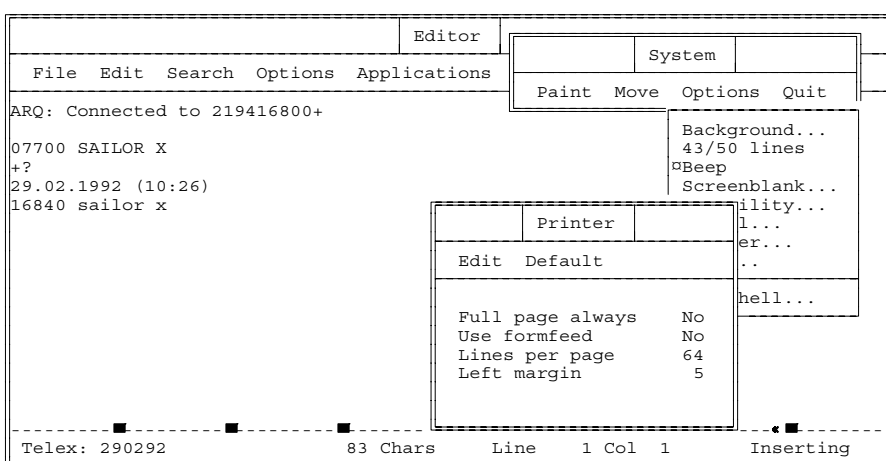 Editor
File Edit Search Options Applications
ARQ: Connected to 219416800+
07700 SAILOR X
+?
29.02.1992 (10:26)
16840 sailor x
System
Paint Move Options Quit
Background...
43/50 lines
¤Beep
Screenblank...
ility...
l...
er...
..
hell...
Printer
Edit Default
Full page always No
Use formfeed No
Lines per page 64
Left margin 5
Telex: 290292 83 Chars Line 1 Col 1 Inserting